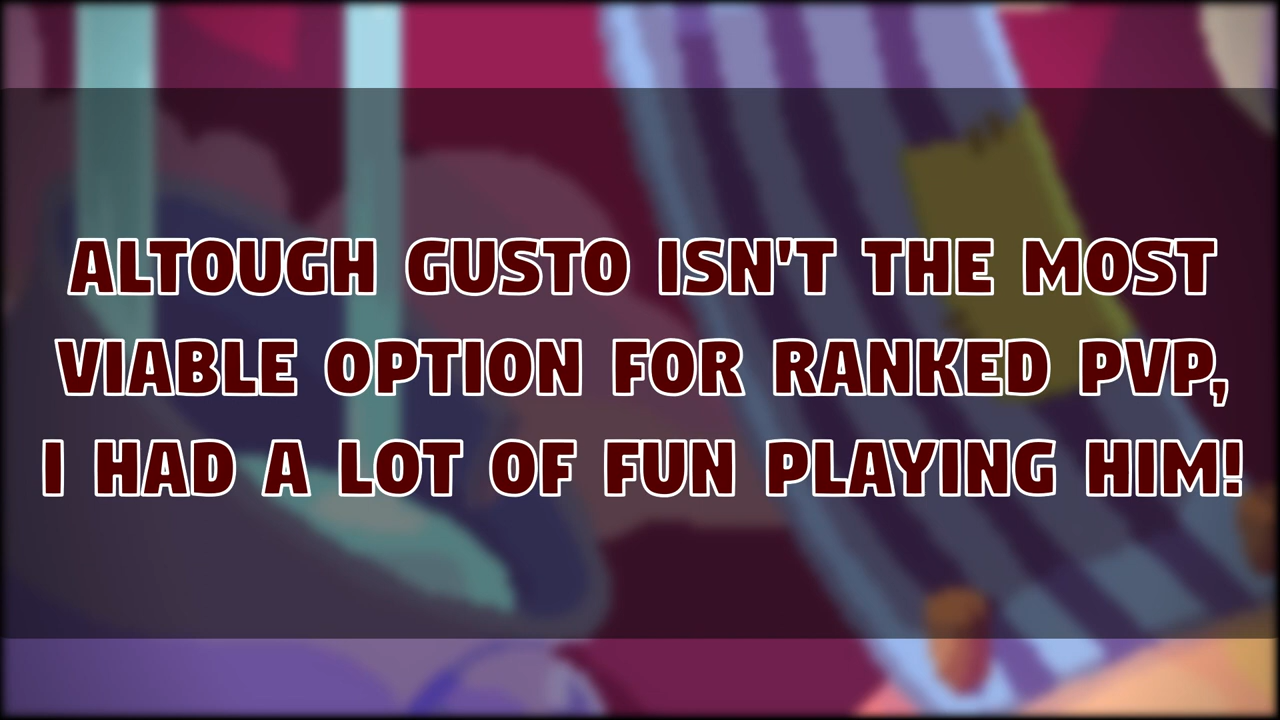 ALTOUGH GUSTO ISN'T THE MOST
VIABLE OPTION FOR RANKED PVP,
I HAD A LOT OF FUN PLAYING HIM!